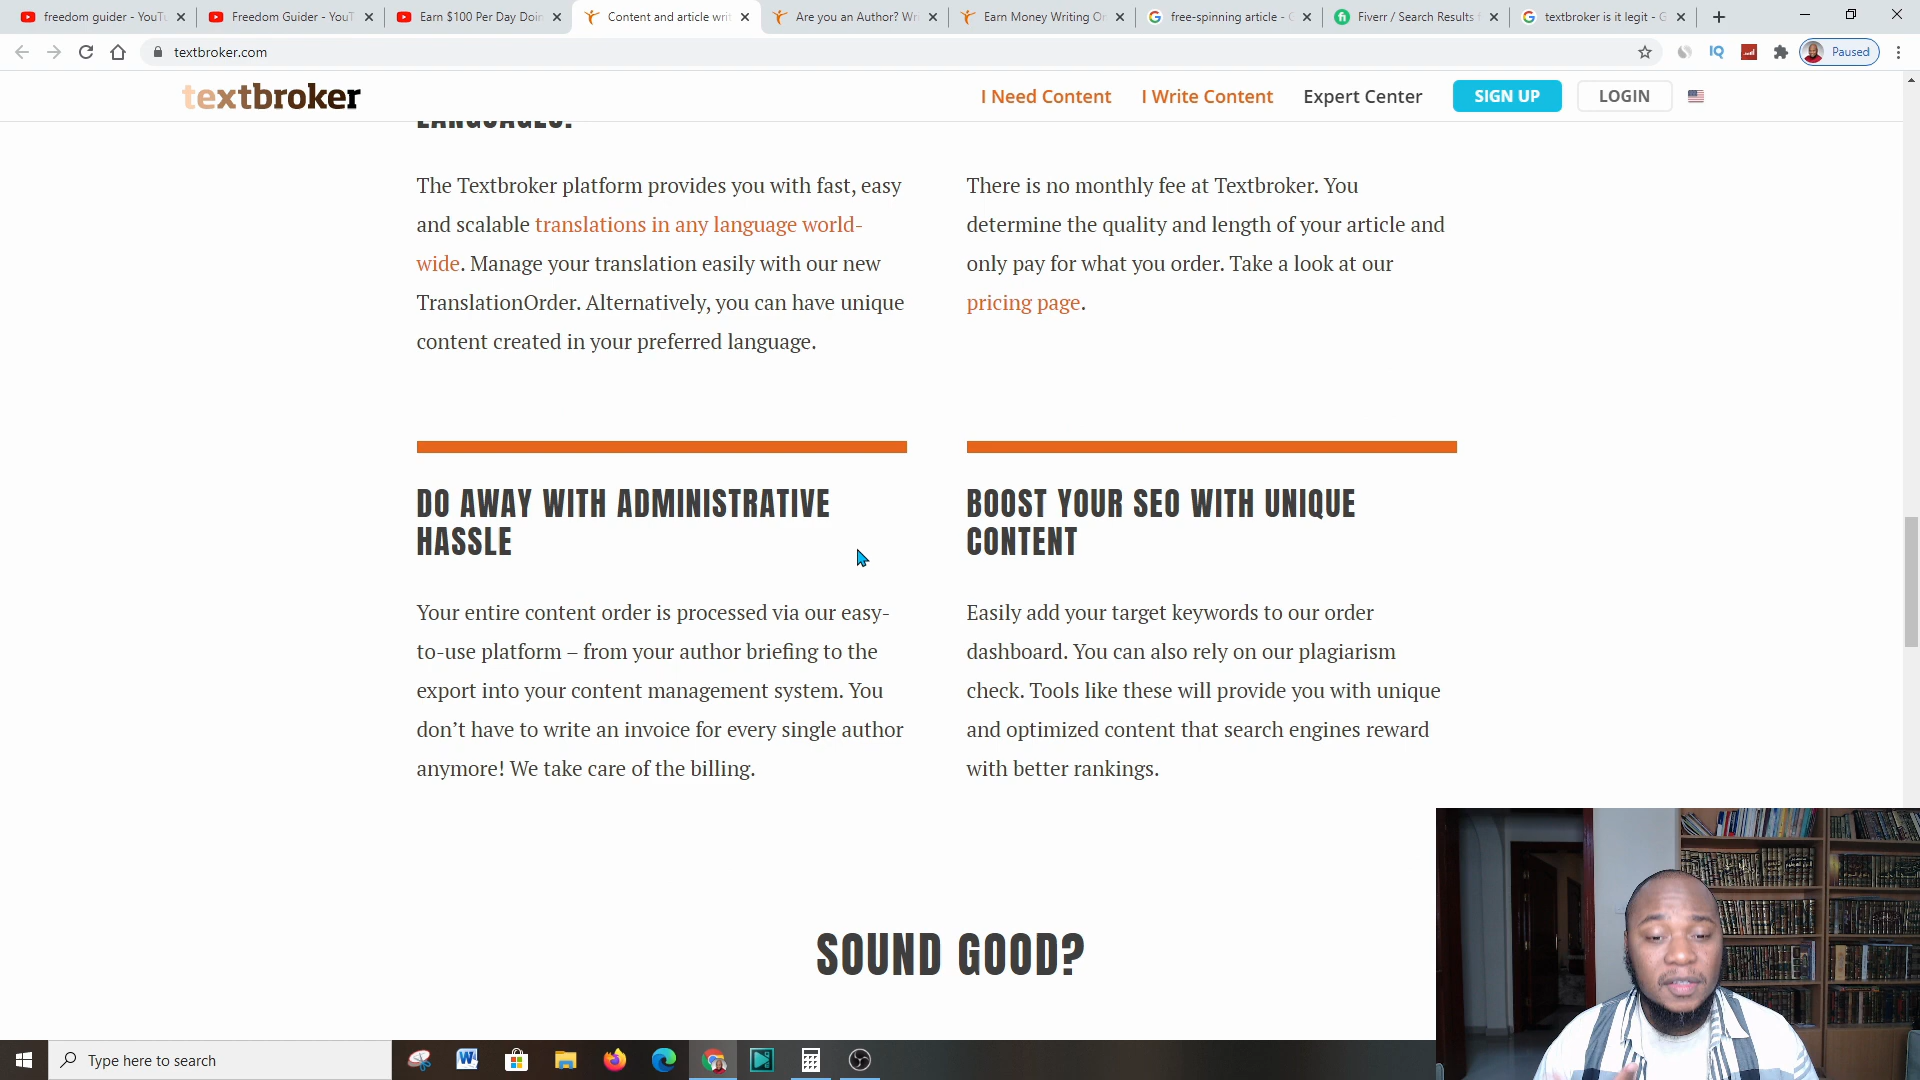 freedom guider - YouTu
Freedom Guider - YouT
Earn $100 Per Day Doin
Content and article writ
Are you an Author? Wri
Earn Money Writing On
free-spinning article - G
Fiverr / Search Results f
textbroker is it legit - G
textbroker.com
IQ
Paused
textbroker
I Need Content
I Write Content
Expert Center
SIGN UP
LOGIN
LANGUAGES.
The Textbroker platform provides you with fast, easy
and scalable translations in any language world-
wide. Manage your translation easily with our new
TranslationOrder. Alternatively, you can have unique
content created in your preferred language.
There is no monthly fee at Textbroker. You
determine the quality and length of your article and
only pay for what you order. Take a look at our
pricing page.
DO AWAY WITH ADMINISTRATIVE
HASSLE
Your entire content order is processed via our easy-
to-use platform – from your author briefing to the
export into your content management system. You
don’t have to write an invoice for every single author
anymore! We take care of the billing.
BOOST YOUR SEO WITH UNIQUE
CONTENT
Easily add your target keywords to our order
dashboard. You can also rely on our plagiarism
check. Tools like these will provide you with unique
and optimized content that search engines reward
with better rankings.
SOUND GOOD?
Type here to search